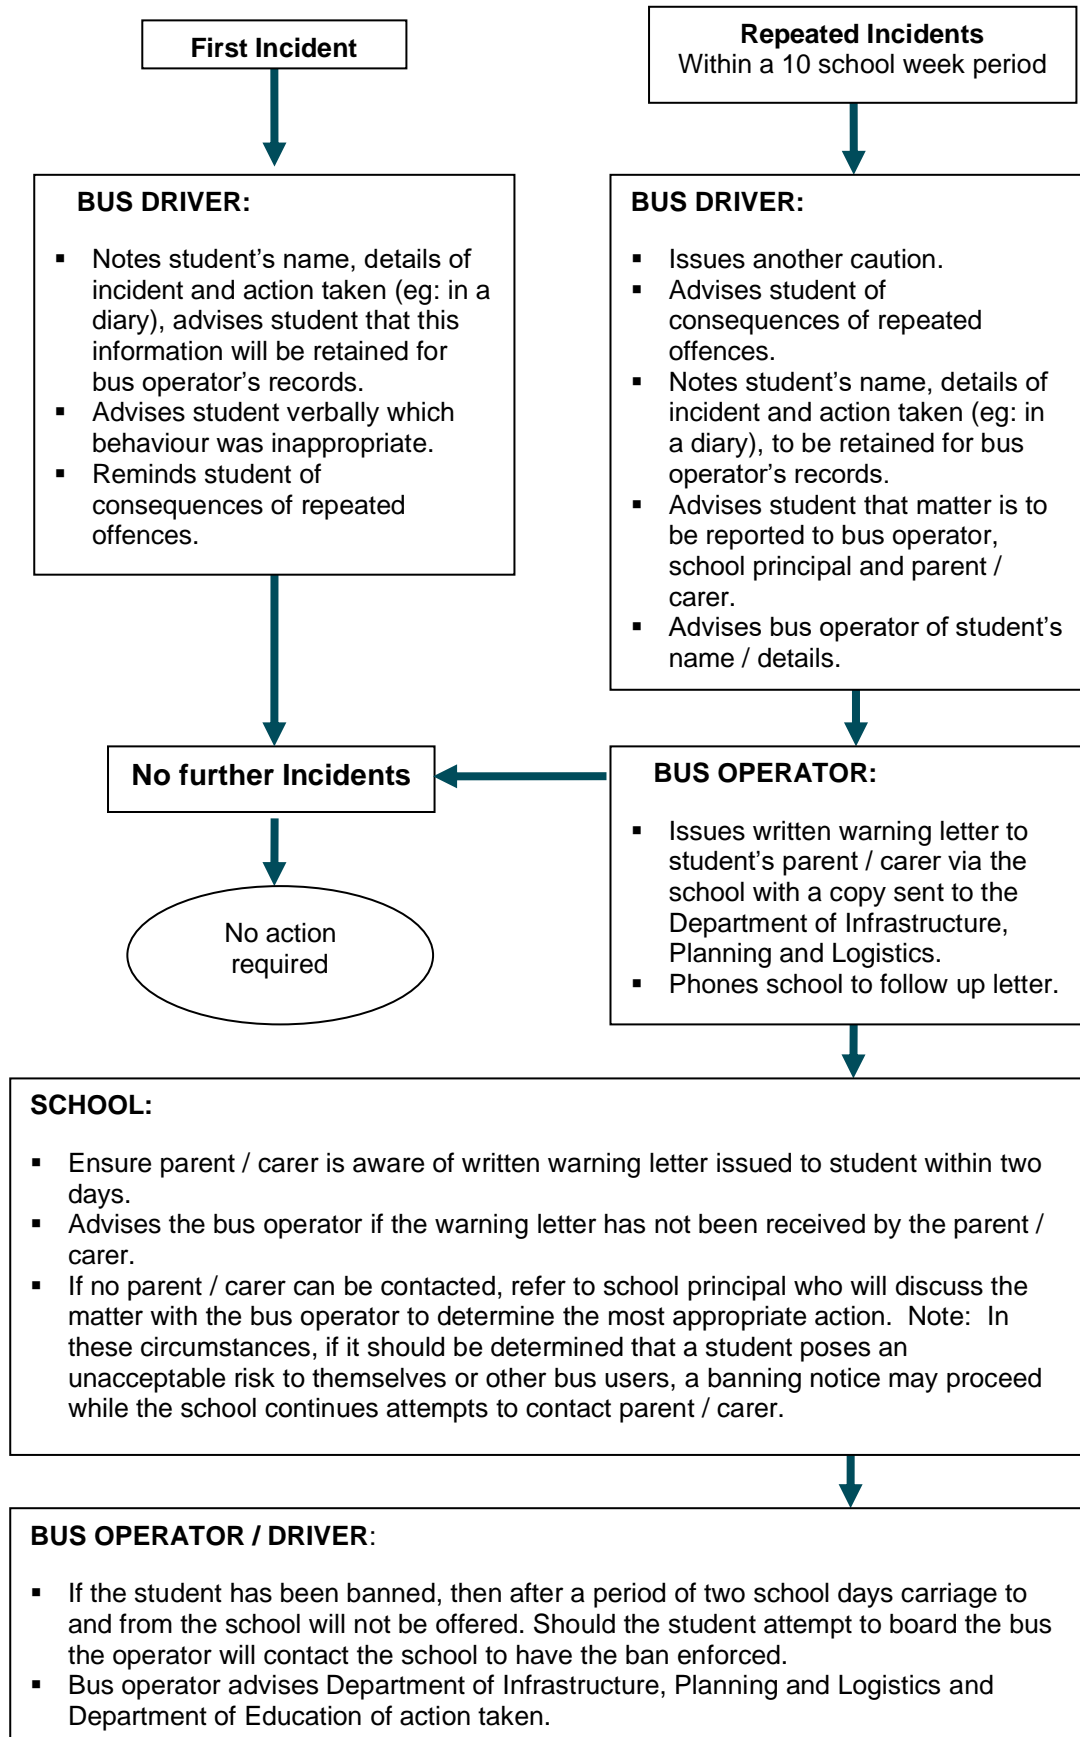 First Incident
Repeated Incidents
Within a 10 school week period
BUS DRIVER:
▪ Notes student’s name, details of
incident and action taken (eg: in a
diary), advises student that this
information will be retained for
bus operator’s records.
▪ Advises student verbally which
behaviour was inappropriate.
▪ Reminds student of
consequences of repeated
offences.
BUS DRIVER:
▪ Issues another caution.
▪ Advises student of
consequences of repeated
offences.
▪ Notes student’s name, details of
incident and action taken (eg: in
a diary), to be retained for bus
operator’s records.
▪ Advises student that matter is to
be reported to bus operator,
school principal and parent /
carer.
▪ Advises bus operator of student’s
name / details.
No further Incidents
No action
required
BUS OPERATOR:
▪ Issues written warning letter to
student’s parent / carer via the
school with a copy sent to the
Department of Infrastructure,
Planning and Logistics.
▪ Phones school to follow up letter.
SCHOOL:
▪ Ensure parent / carer is aware of written warning letter issued to student within two
days.
▪ Advises the bus operator if the warning letter has not been received by the parent /
carer.
▪ If no parent / carer can be contacted, refer to school principal who will discuss the
matter with the bus operator to determine the most appropriate action.  Note:  In
these circumstances, if it should be determined that a student poses an
unacceptable risk to themselves or other bus users, a banning notice may proceed
while the school continues attempts to contact parent / carer.
BUS OPERATOR / DRIVER:
▪ If the student has been banned, then after a period of two school days carriage to
and from the school will not be offered. Should the student attempt to board the bus
the operator will contact the school to have the ban enforced.
▪ Bus operator advises Department of Infrastructure, Planning and Logistics and
Department of Education of action taken.